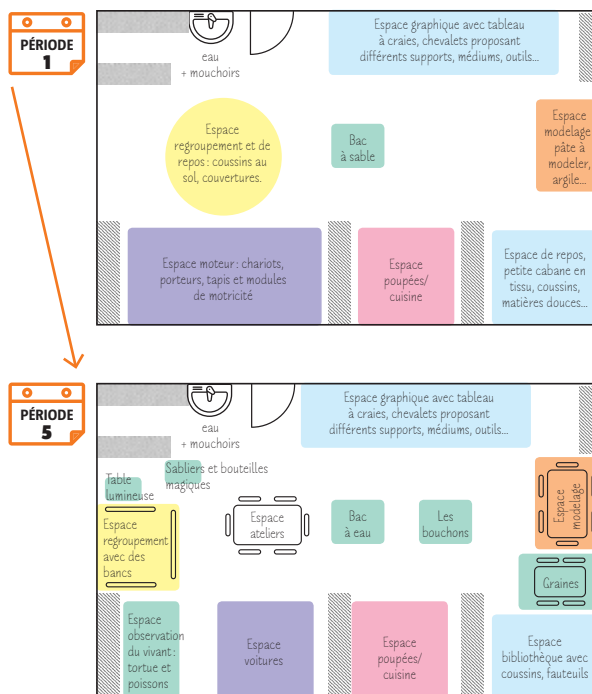 PÉRIODE
1
eau
+ mouchoirs
Espace graphique avec tableau
à craies, chevalets proposant
différents supports, médiums, outils...
Espace
regroupement et de
repos : coussins au
sol, couvertures.
Bac
à sable
Espace
modelage
pâte à
modeler,
argile...
Espace moteur : chariots,
porteurs, tapis et modules
de motricité
Espace
poupées/
cuisine
Espace de repos,
petite cabane en
tissu, coussins,
matières douces...
PÉRIODE
5
eau
+ mouchoirs
Espace graphique avec tableau
à craies, chevalets proposant
différents supports, médiums, outils...
Table
lumineuse
Sabliers et bouteilles
magiques
Espace
regroupement
avec des
bancs
Espace
ateliers
Bac
à eau
Les
bouchons
Espace
modelage
Graines
Espace
observation
du vivant :
tortue et
poissons
Espace
voitures
Espace
poupées/
cuisine
Espace
bibliothèque avec
coussins, fauteuils